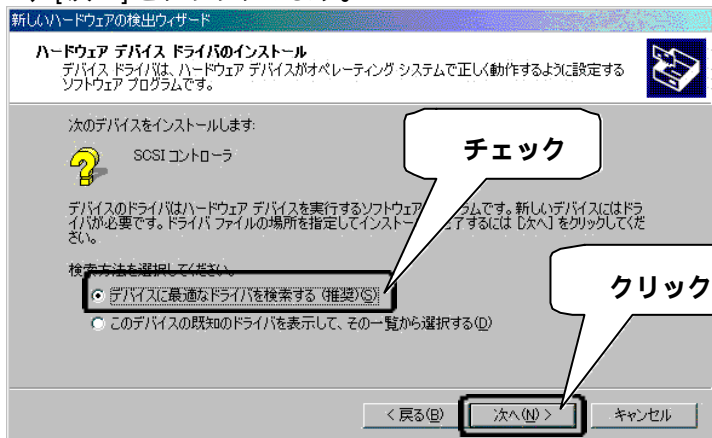 新しいハードウェアの検出ウィザード
ハードウェア デバイス ドライバのインストール
デバイス ドライバは、ハードウェア デバイスがオペレーティング システムで正しく動作するように設定する
ソフトウェア プログラムです。
次のデバイスをインストールします:
SCSI コントローラ
チェック
デバイスのドライバはハードウェア デバイスを実行するソフトウェア
ラムです。新しいデバイスにはドラ
イバが必要です。ドライバ ファイルの場所を指定してインストー
了するには [次へ] をクリックしてくだ
さい。
検索方法を選択してください。
デバイスに最適なドライバを検索する (推奨)(S)
このデバイスの既知のドライバを表示して、その一覧から選択する(D)
クリック
< 戻る(B)
次へ(N) >
キャンセル